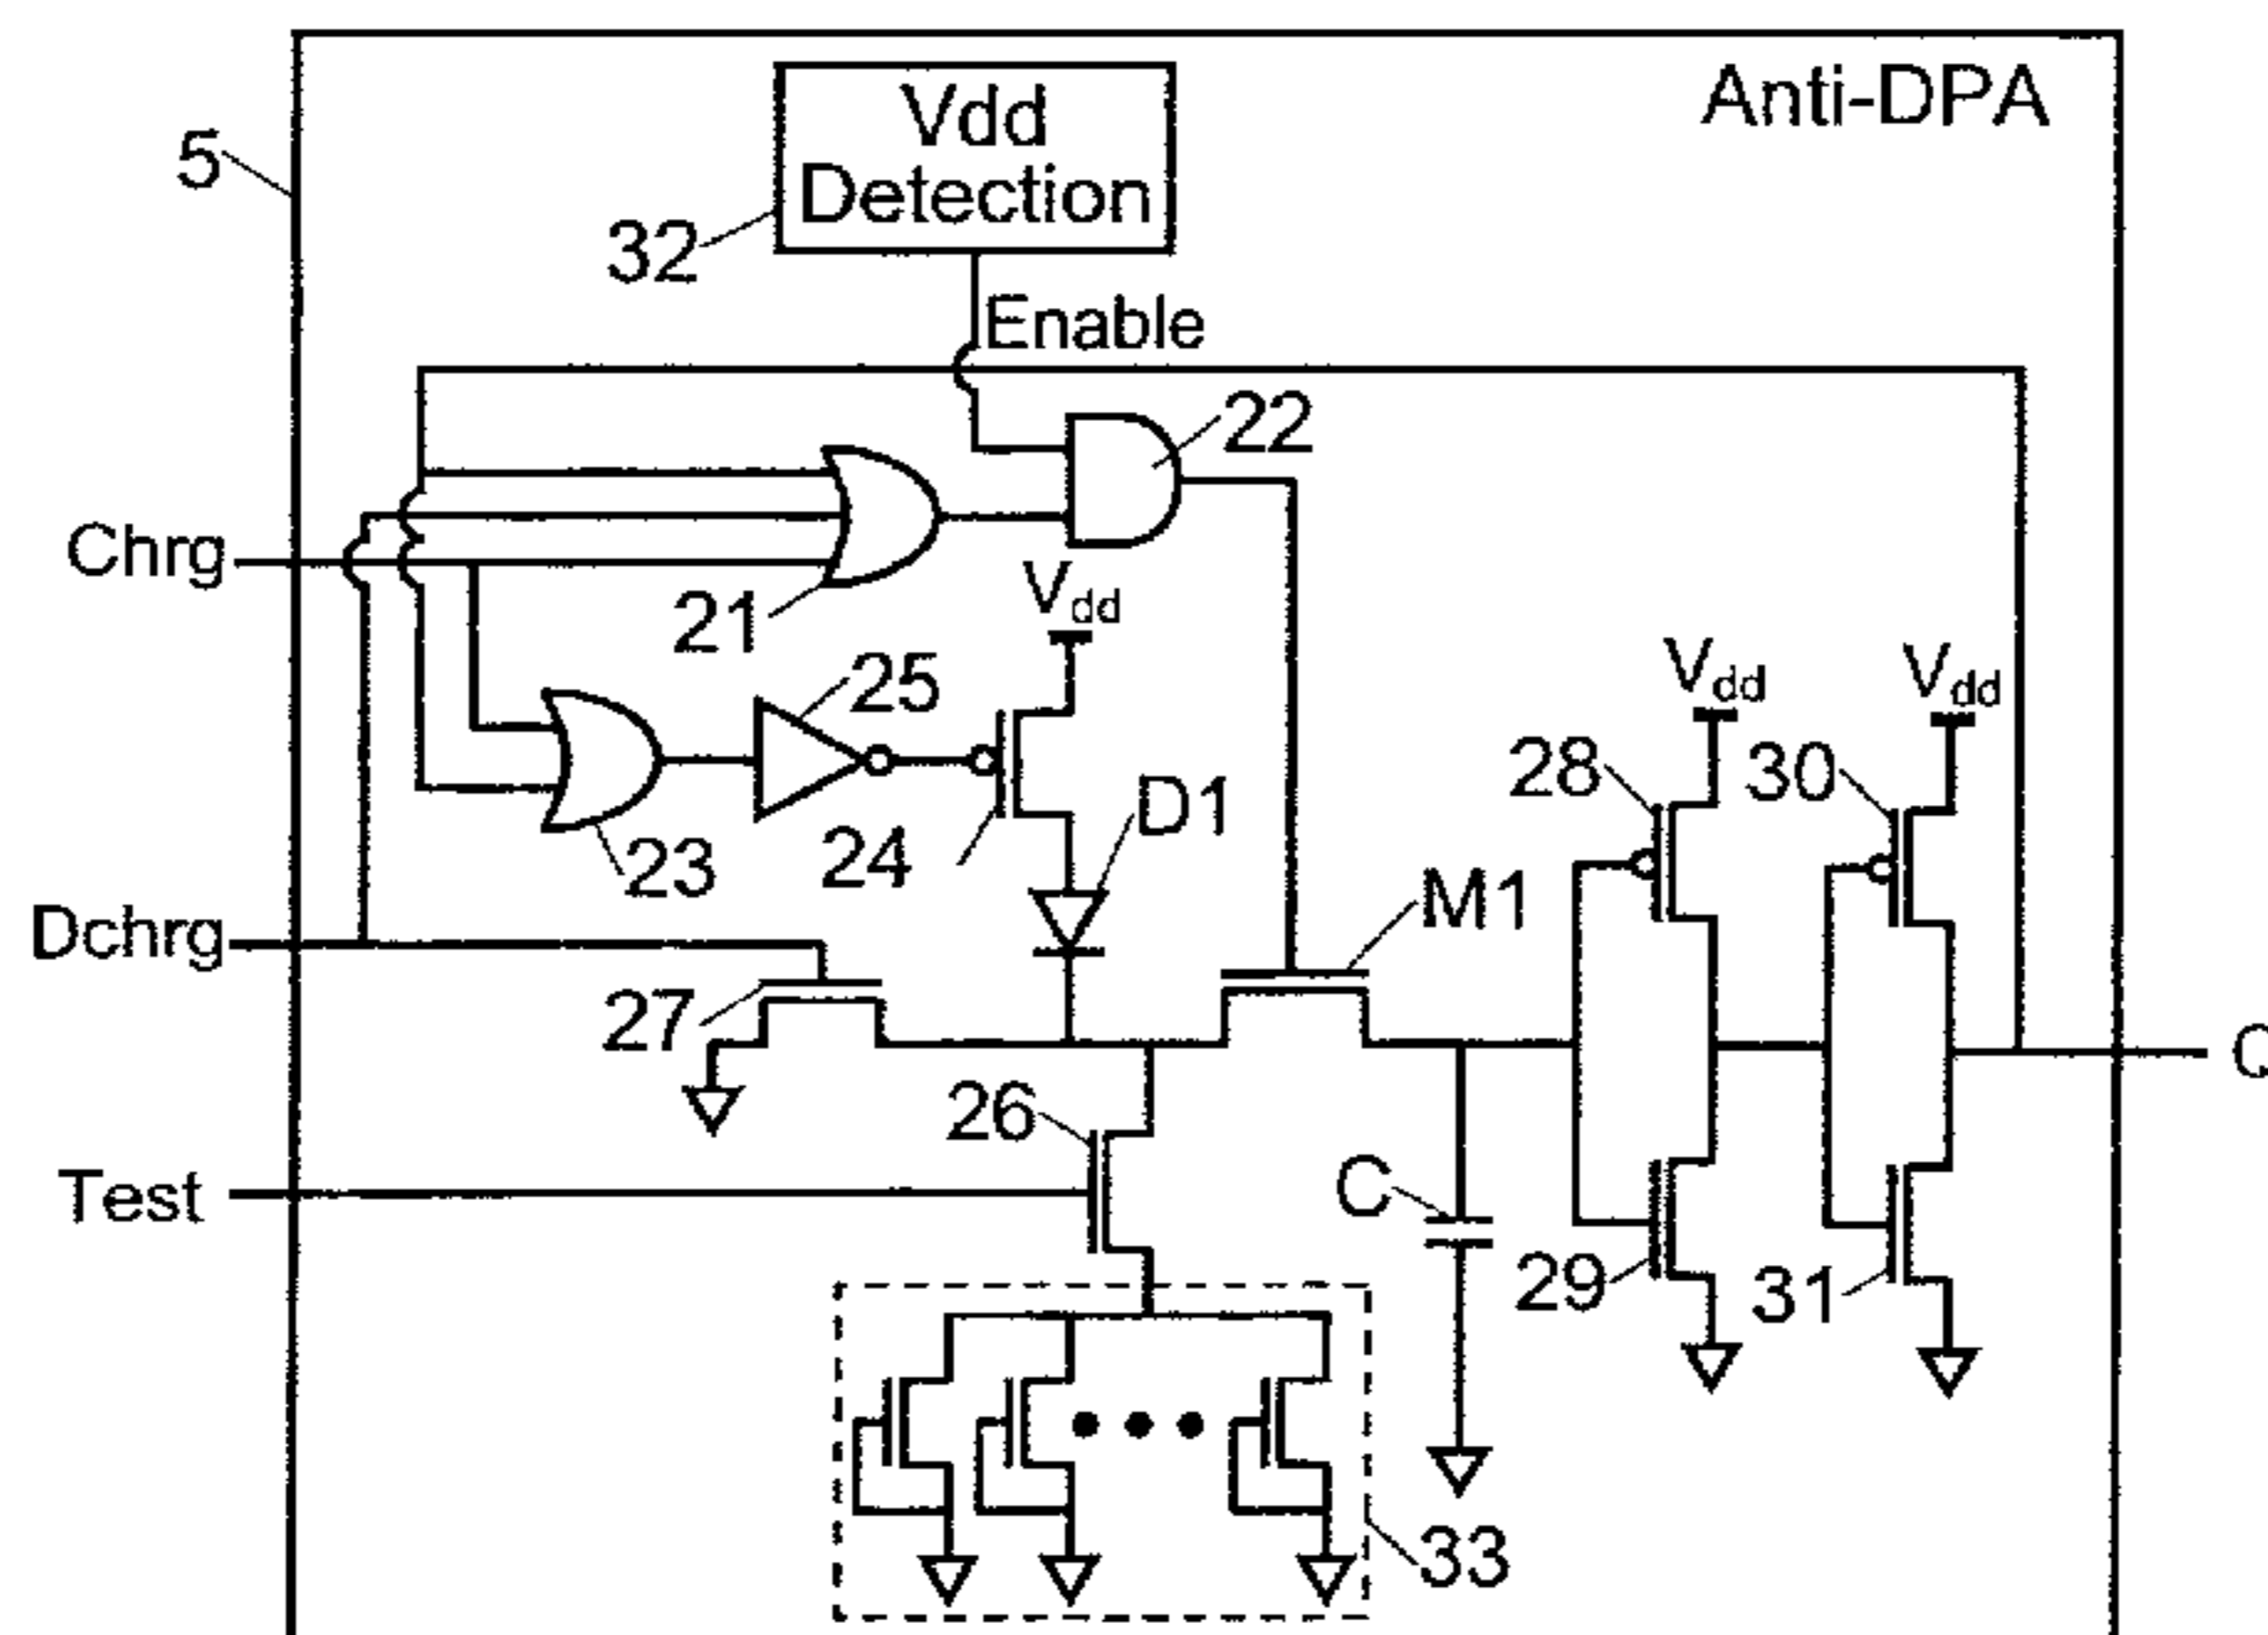 Anti-DPA
Vdd
Detection
5
32
Enable
22
Chrg
21
Vdd
25
Vdd
Vdd
28
30
D1
24
23
M1
Dchrg
27
26
Test
C
29
31
33